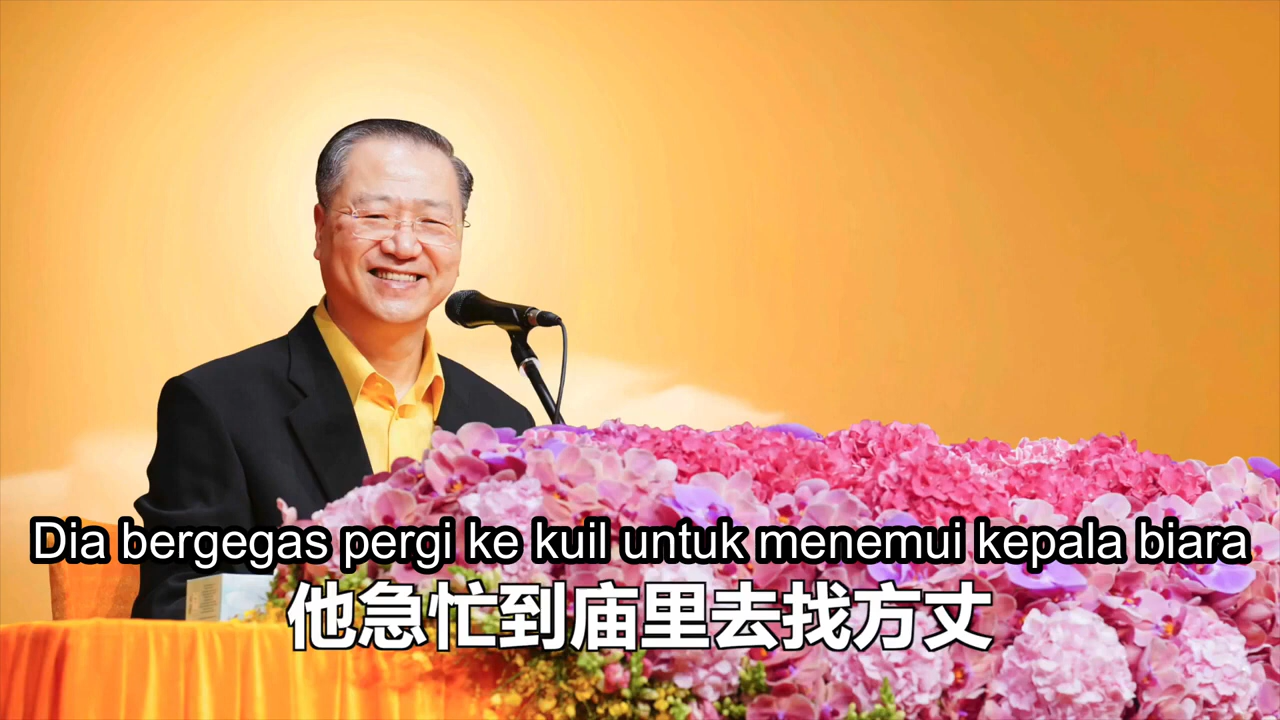 Dia bergegas pergi ke kuil untuk menemui kepala biara
他急忙到庙里去找方丈